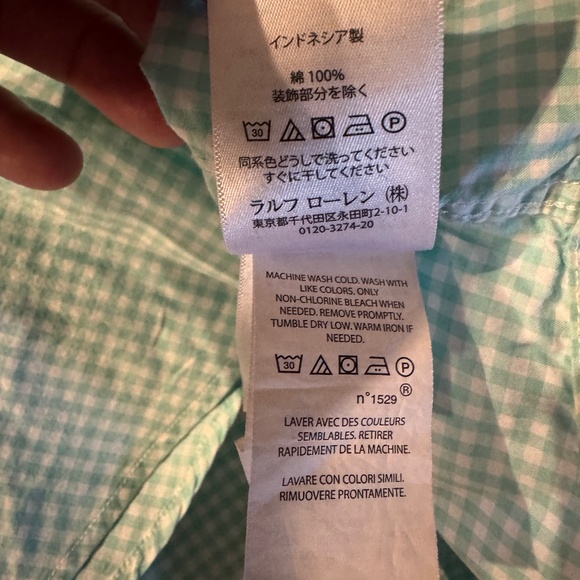 インドネシア製
綿 100%
装飾部分を除く
30 P
同系色どうしで洗ってください
すぐに干してください
ラルフ ローレン (株)
東京都千代田区永田町2-10-1
0120-3274-20
MACHINE WASH COLD. WASH WITH
LIKE COLORS. ONLY
NON-CHLORINE BLEACH WHEN
NEEDED. REMOVE PROMPTLY.
TUMBLE DRY LOW. WARM IRON IF
NEEDED.
30 P
n°1529 ®
LAVER AVEC DES COULEURS
SEMBLABLES. RETIRER
RAPIDEMENT DE LA MACHINE.
LAVARE CON COLORI SIMILI.
RIMUOVERE PRONTAMENTE.